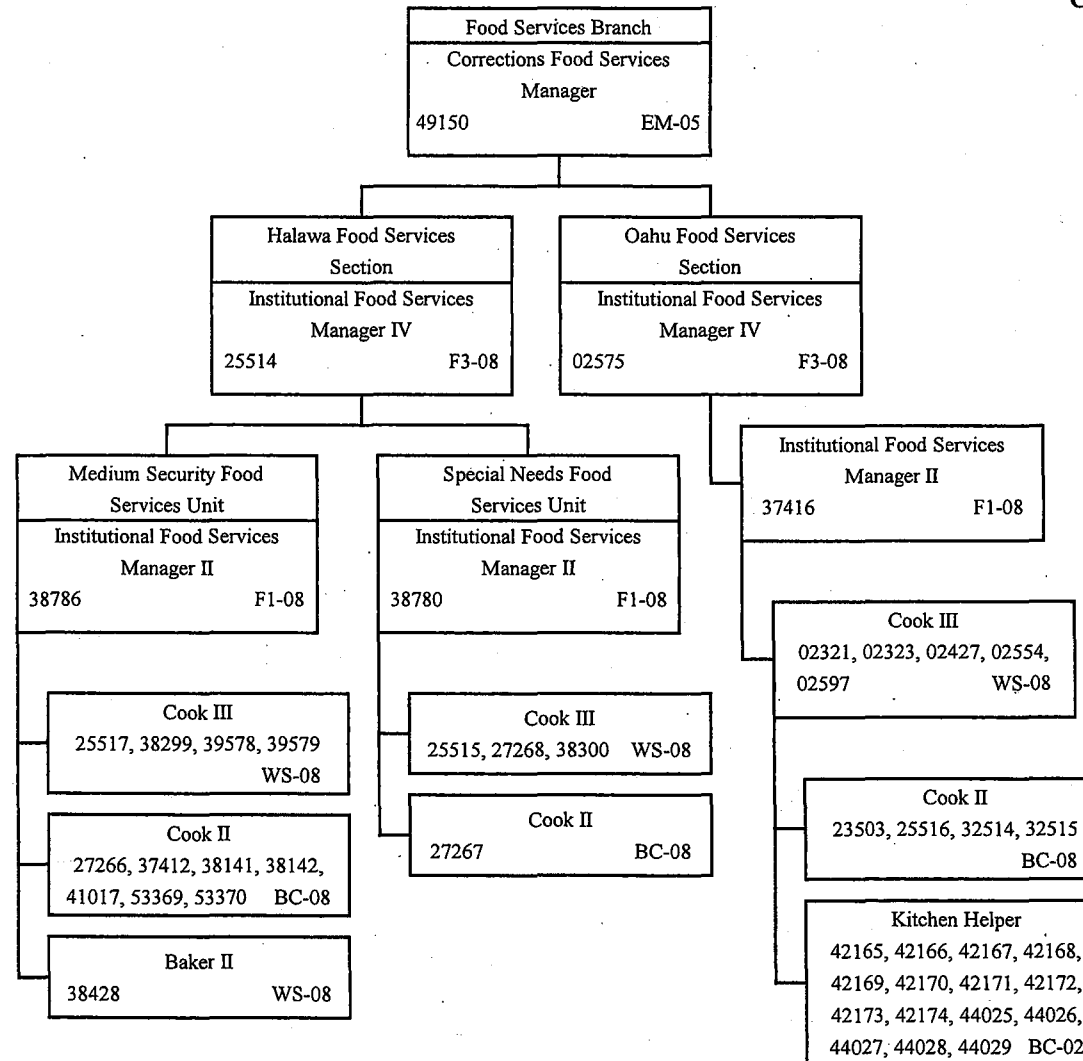 Food Services Branch
Corrections Food Services
Manager
49150 EM-05
Halawa Food Services
Section
Institutional Food Services
Manager IV
25514 F3-08
Oahu Food Services
Section
Institutional Food Services
Manager IV
02575 F3-08
Medium Security Food
Services Unit
Institutional Food Services
Manager II
38786 F1-08
Special Needs Food
Services Unit
Institutional Food Services
Manager II
38780 F1-08
Institutional Food Services
Manager II
37416 F1-08
Cook III
25517, 38299, 39578, 39579
WS-08
Cook II
27266, 37412, 38141, 38142,
41017, 53369, 53370 BC-08
Baker II
38428 WS-08
Cook III
25515, 27268, 38300 WS-08
Cook II
27267 BC-08
Cook III
02321, 02323, 02427, 02554,
02597 WS-08
Cook II
23503, 25516, 32514, 32515
BC-08
Kitchen Helper
42165, 42166, 42167, 42168,
42169, 42170, 42171, 42172,
42173, 42174, 44025, 44026,
44027, 44028, 44029 BC-02